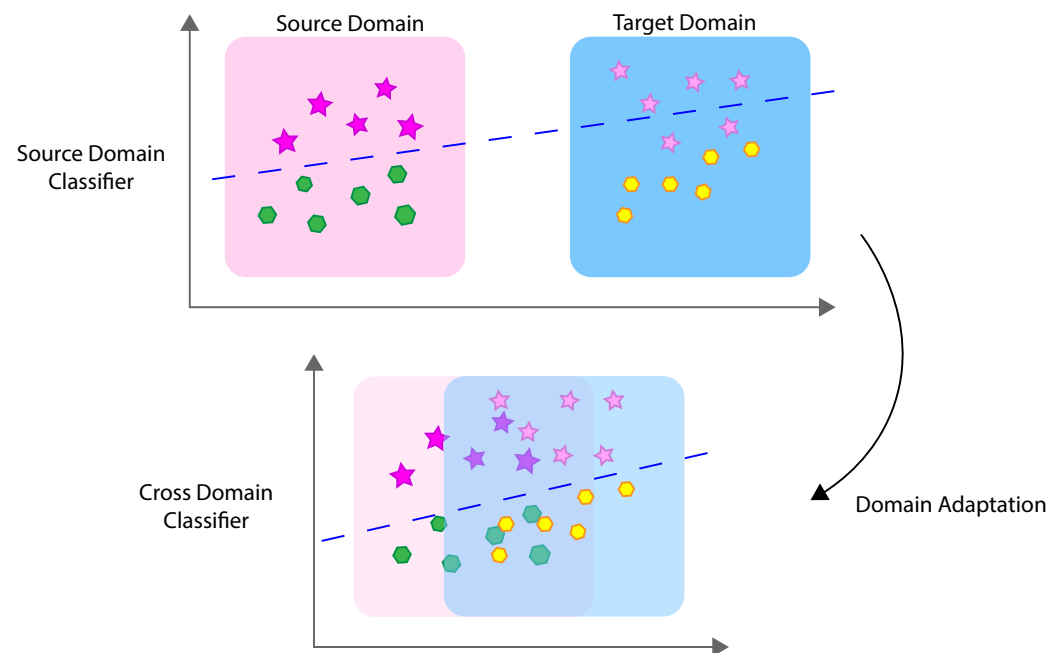 Source Domain
Target Domain
Source Domain
Classifier
Cross Domain
Classifier
Domain Adaptation